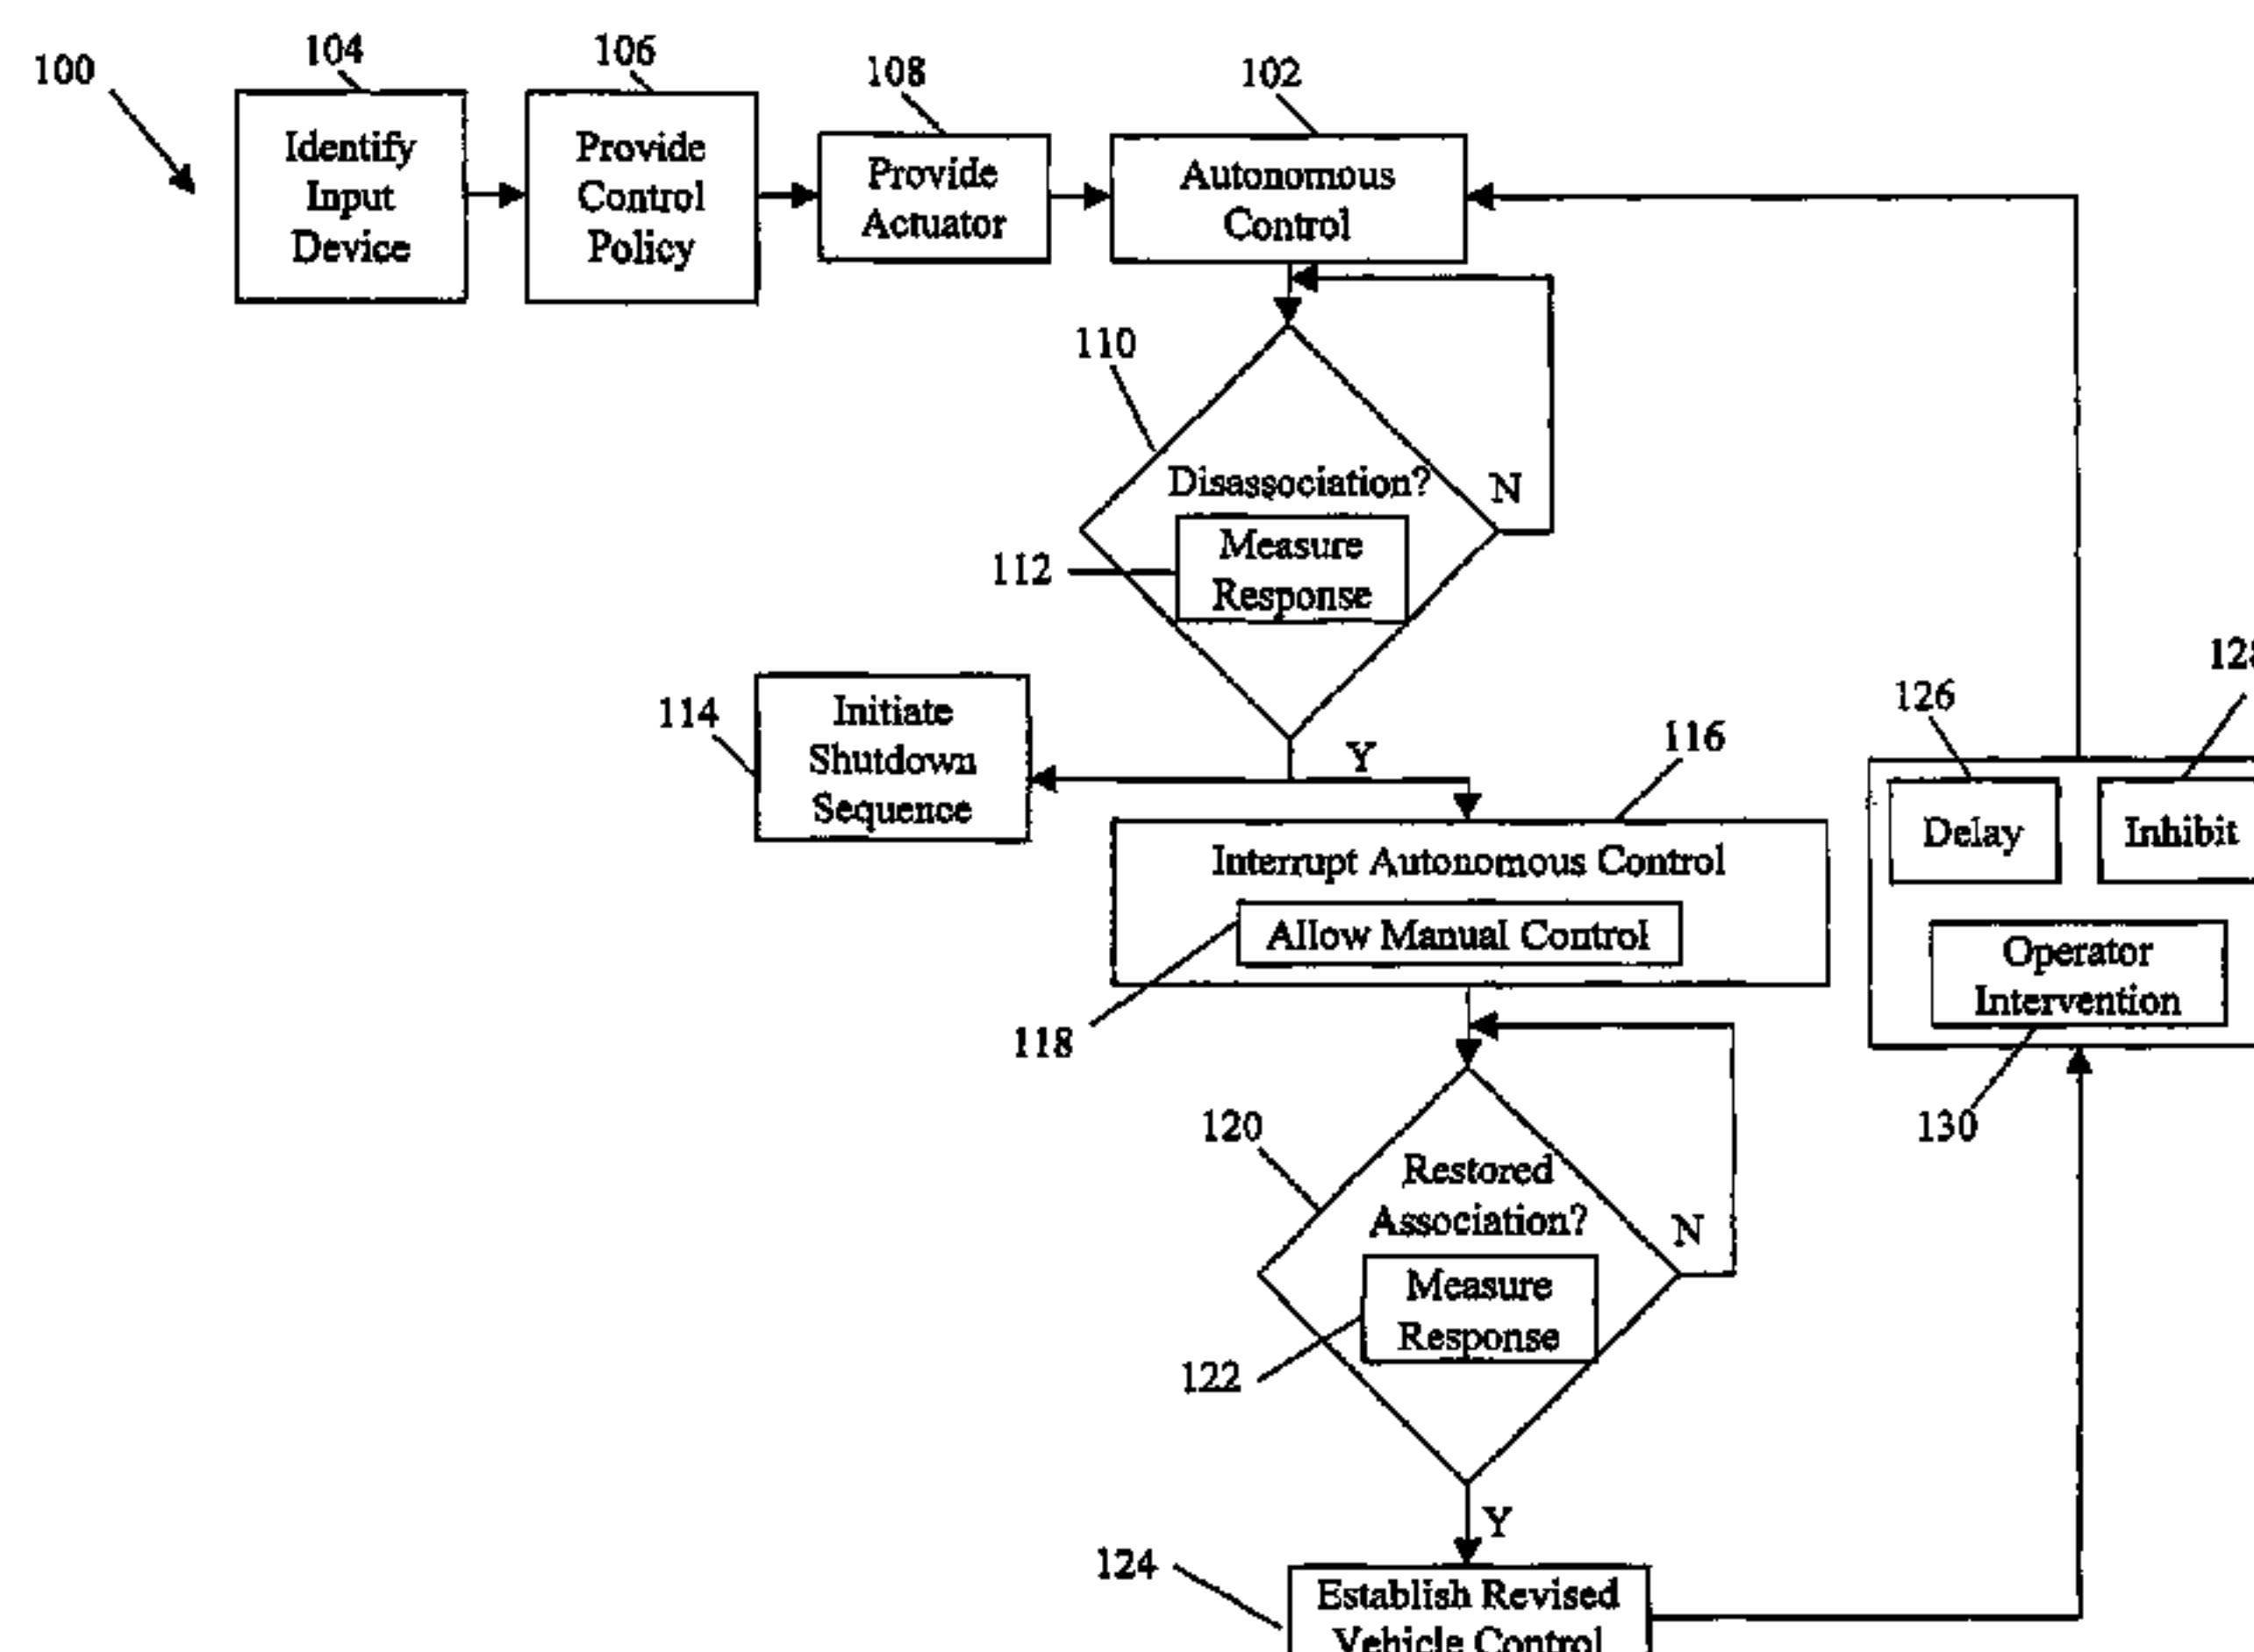 100
104
106
108
102
Identify
Input
Device
Provide
Control
Policy
Provide
Actuator
Autonomous
Control
110
Disassociation?
N
112
Measure
Response
114
Initiate
Shutdown
Sequence
Y
116
Interrupt Autonomous Control
Allow Manual Control
118
126
Delay
Inhibit
Operator
Intervention
130
120
Restored
Association?
N
122
Measure
Response
Y
124
Establish Revised
Vehicle Control